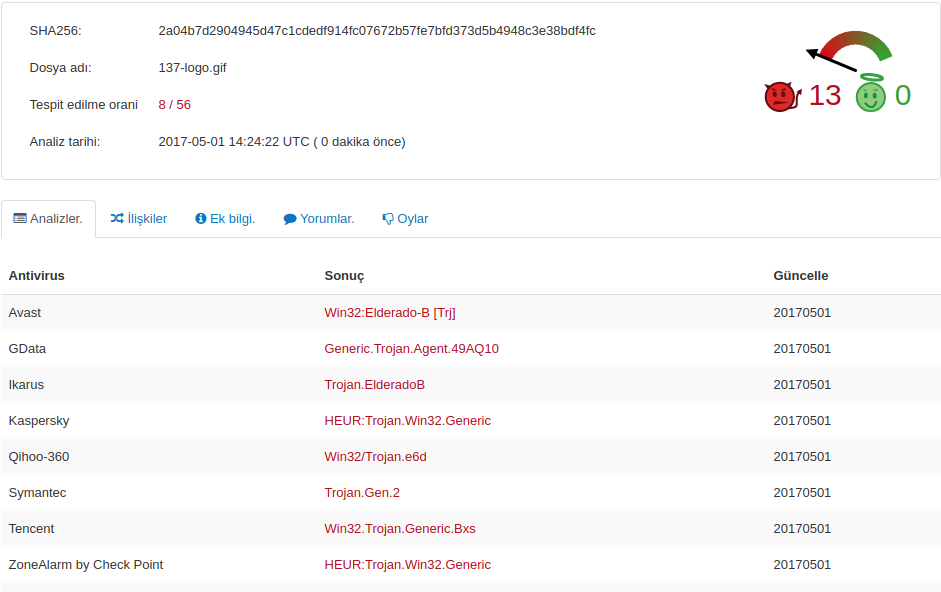 SHA256: 2a04b7d2904945d47c1cdedf914fc07672b57fe7bfd373d5b4948c3e38bdf4fc
Dosya adı: 137-logo.gif
Tespit edilme orani 8 / 56
Analiz tarihi: 2017-05-01 14:24:22 UTC ( 0 dakika önce)
13 0
Analizler. İlişkiler Ek bilgi. Yorumlar. Oylar
Antivirus Sonuç Güncelle
Avast Win32:Elderado-B [Trj] 20170501
GData Generic.Trojan.Agent.49AQ10 20170501
Ikarus Trojan.ElderadoB 20170501
Kaspersky HEUR:Trojan.Win32.Generic 20170501
Qihoo-360 Win32/Trojan.e6d 20170501
Symantec Trojan.Gen.2 20170501
Tencent Win32.Trojan.Generic.Bxs 20170501
ZoneAlarm by Check Point HEUR:Trojan.Win32.Generic 20170501